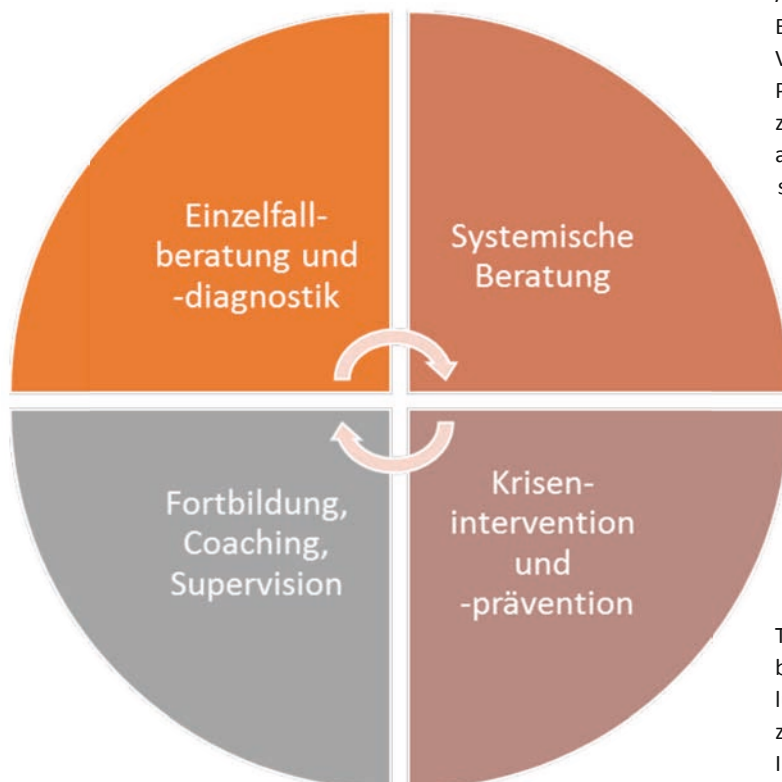 Einzelfall-
beratung und
-diagnostik
Systemische
Beratung
Fortbildung,
Coaching,
Supervision
Krisen-
intervention
und
-prävention